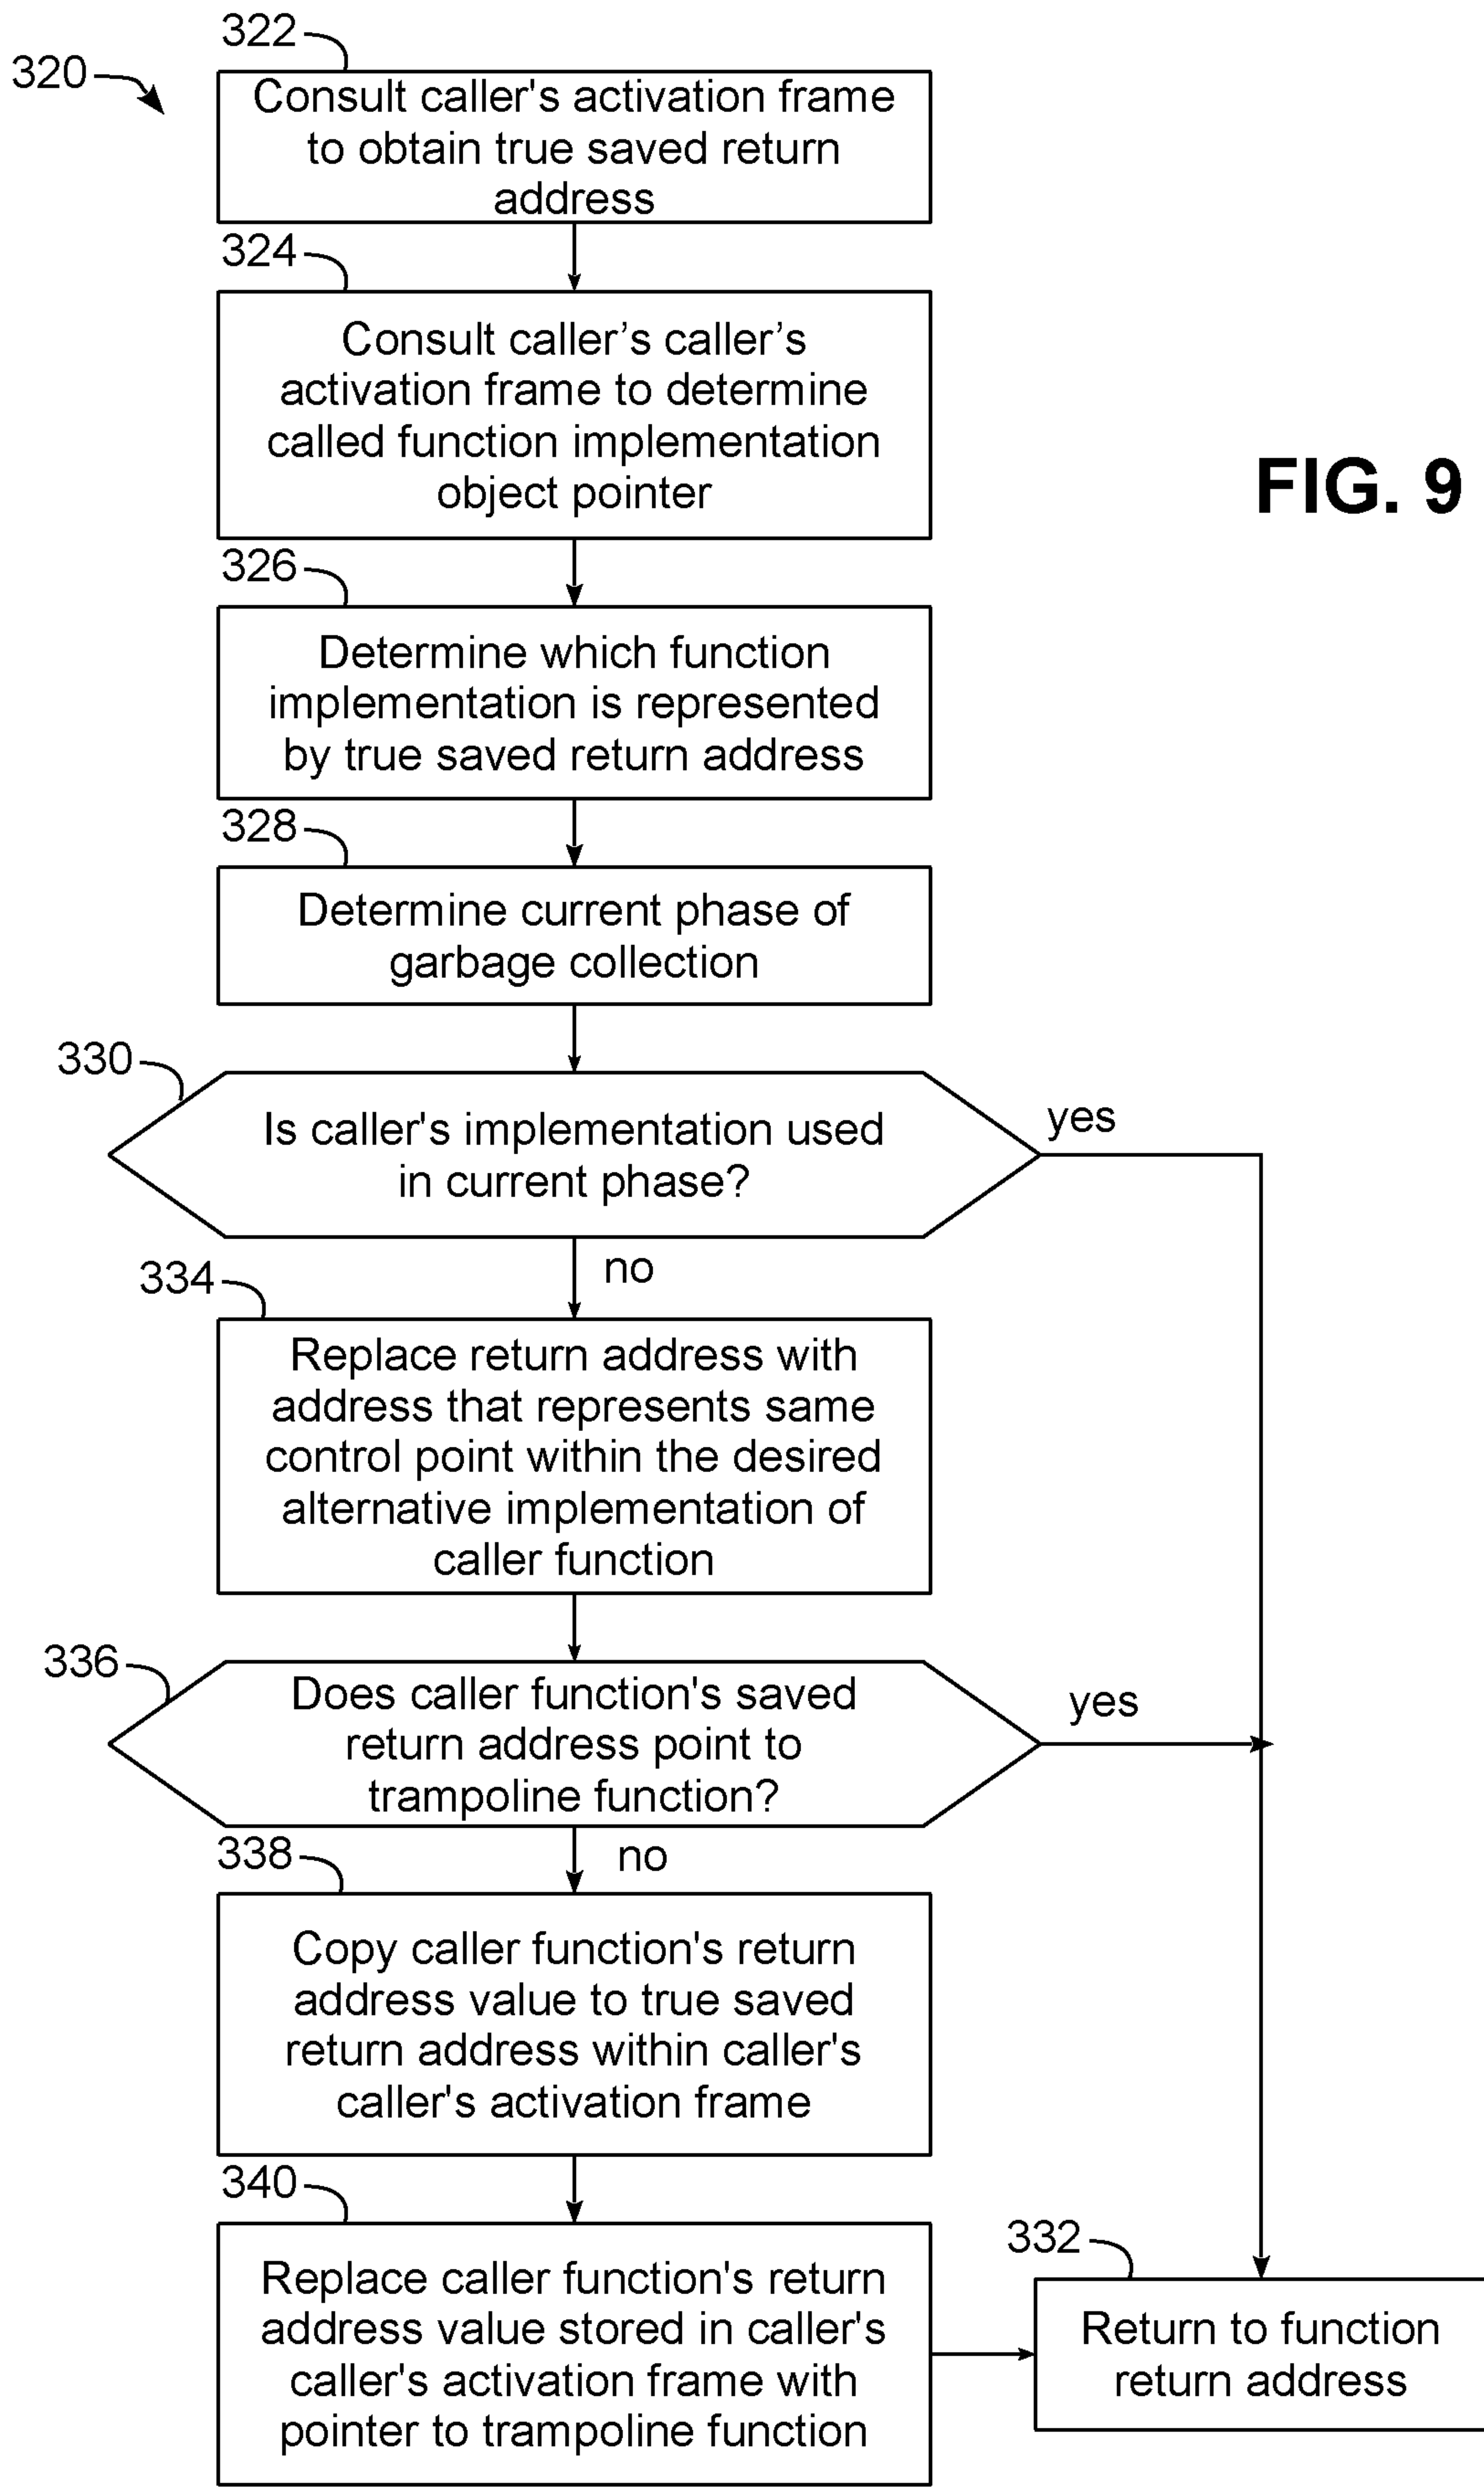 322
320
Consult caller's activation frame
to obtain true saved return
address
324
Consult caller’s caller’s
activation frame to determine
called function implementation
object pointer
FIG. 9
326
Determine which function
implementation is represented
by true saved return address
328
Determine current phase of
garbage collection
330
Is caller's implementation used
in current phase?
yes
no
334
Replace return address with
address that represents same
control point within the desired
alternative implementation of
caller function
336
Does caller function's saved
return address point to
trampoline function?
yes
no
338
Copy caller function's return
address value to true saved
return address within caller's
caller's activation frame
340
Replace caller function's return
address value stored in caller's
caller's activation frame with
pointer to trampoline function
332
Return to function
return address